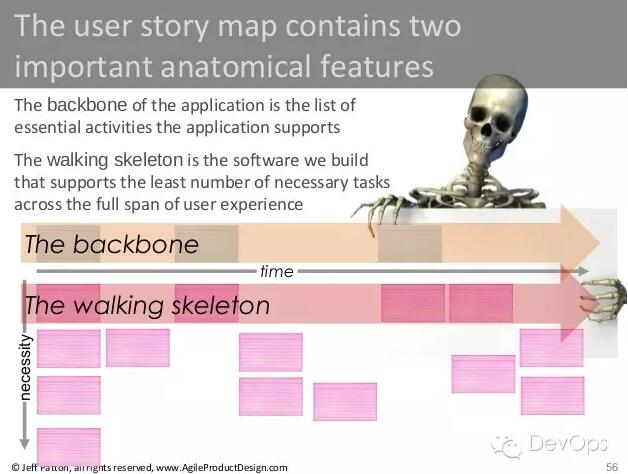 The user story map contains two
important anatomical features
The backbone of the application is the list of
essential activities the application supports
The walking skeleton is the software we build
that supports the least number of necessary tasks
across the full span of user experience
The backbone
time
The walking skeleton
necessity
DevOps
© Jeff Patton, all rights reserved, www.AgileProductDesign.com
56